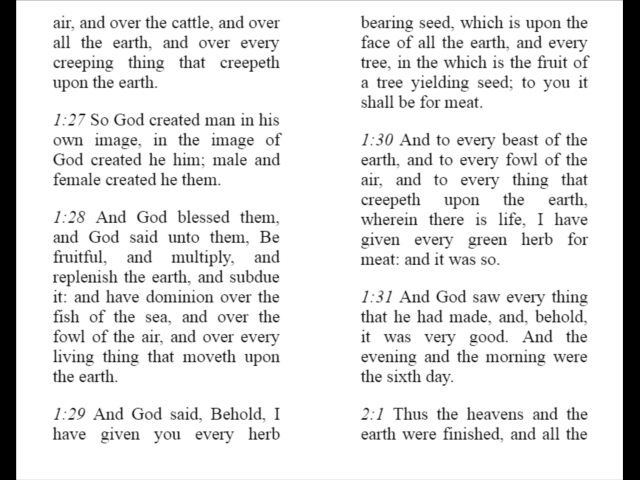 air, and over the cattle, and over
all the earth, and over every
creeping thing that creepeth
upon the earth.
1:27 So God created man in his
own image, in the image of
God created he him; male and
female created he them.
1:28 And God blessed them,
and God said unto them, Be
fruitful, and multiply, and
replenish the earth, and subdue
it: and have dominion over the
fish of the sea, and over the
fowl of the air, and over every
living thing that moveth upon
the earth.
1:29 And God said, Behold, I
have given you every herb
bearing seed, which is upon the
face of all the earth, and every
tree, in the which is the fruit of
a tree yielding seed; to you it
shall be for meat.
1:30 And to every beast of the
earth, and to every fowl of the
air, and to every thing that
creepeth upon the earth,
wherein there is life, I have
given every green herb for
meat: and it was so.
1:31 And God saw every thing
that he had made, and, behold,
it was very good. And the
evening and the morning were
the sixth day.
2:1 Thus the heavens and the
earth were finished, and all the